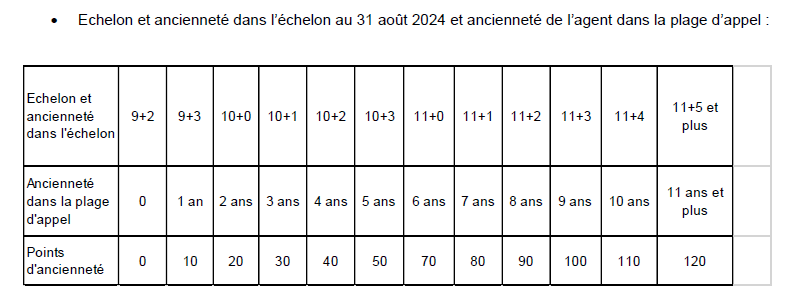 • Echelon et ancienneté dans l'échelon au 31 août 2024 et ancienneté de l'agent dans la plage d'appel :
Echelon et
ancienneté
dans l'échelon
9+2 9+3 10+0 10+1 10+2 10+3 11+0 11+1 11+2 11+3 11+4
11+5 et
plus
Ancienneté
dans la plage
d'appel
0 1 an 2 ans 3 ans 4 ans 5 ans 6 ans 7 ans 8 ans 9 ans 10 ans
11 ans et
plus
Points
d'ancienneté
0 10 20 30 40 50 70 80 90 100 110 120